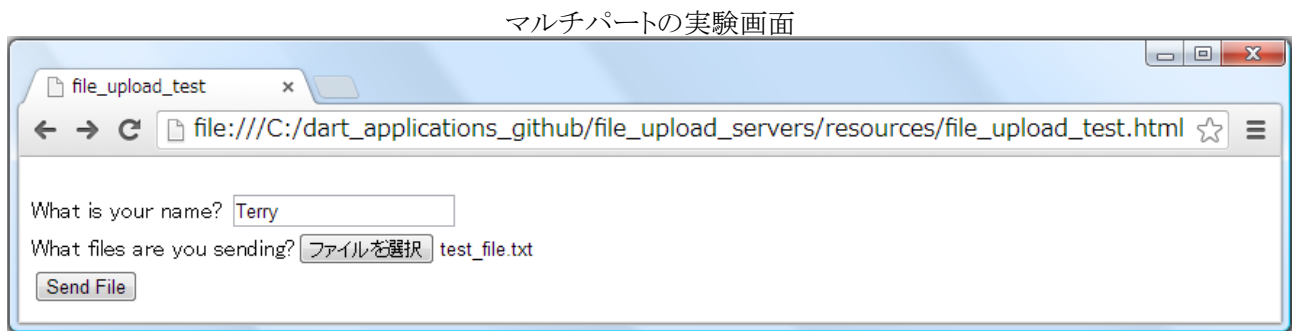 マルチパートの実験画面
file_upload_test
file:///C:/dart_applications_github/file_upload_servers/resources/file_upload_test.html
What is your name? Terry
What files are you sending? ファイルを選択 test_file.txt
Send File